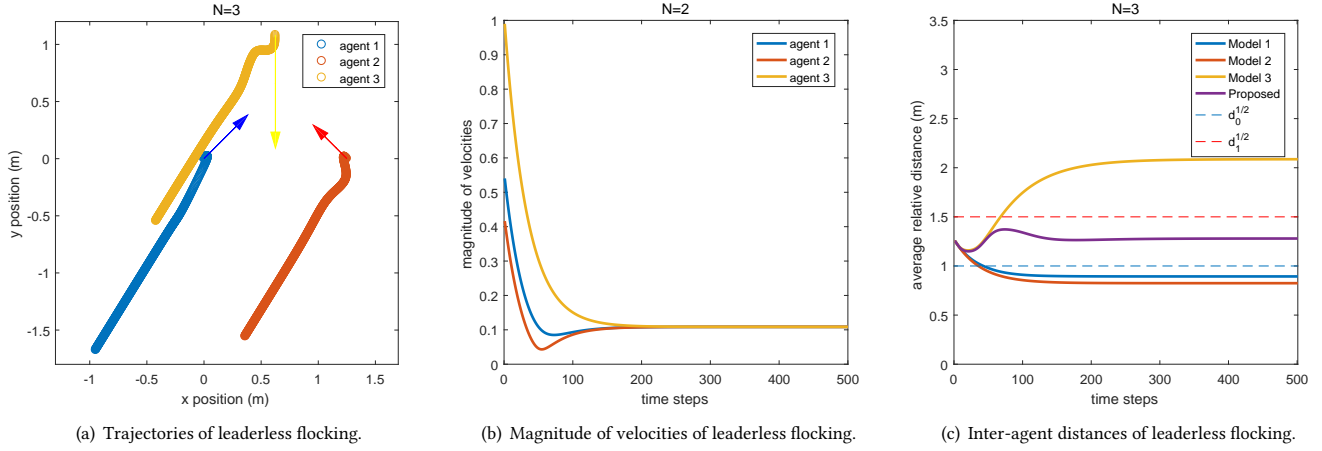 N=3
1
0.5
0
-0.5
-1
-1.5
y position (m)
-1 -0.5 0 0.5 1 1.5
x position (m)
agent 1
agent 2
agent 3
(a) Trajectories of leaderless flocking.
N=2
1
0.9
0.8
0.7
0.6
0.5
0.4
0.3
0.2
0.1
0
magnitude of velocities
0 100 200 300 400 500
time steps
agent 1
agent 2
agent 3
(b) Magnitude of velocities of leaderless flocking.
N=3
3.5
3
2.5
2
1.5
1
0.5
0
average relative distance (m)
0 100 200 300 400 500
time steps
Model 1
Model 2
Model 3
Proposed
d_0^{1/2}
d_1^{1/2}
(c) Inter-agent distances of leaderless flocking.